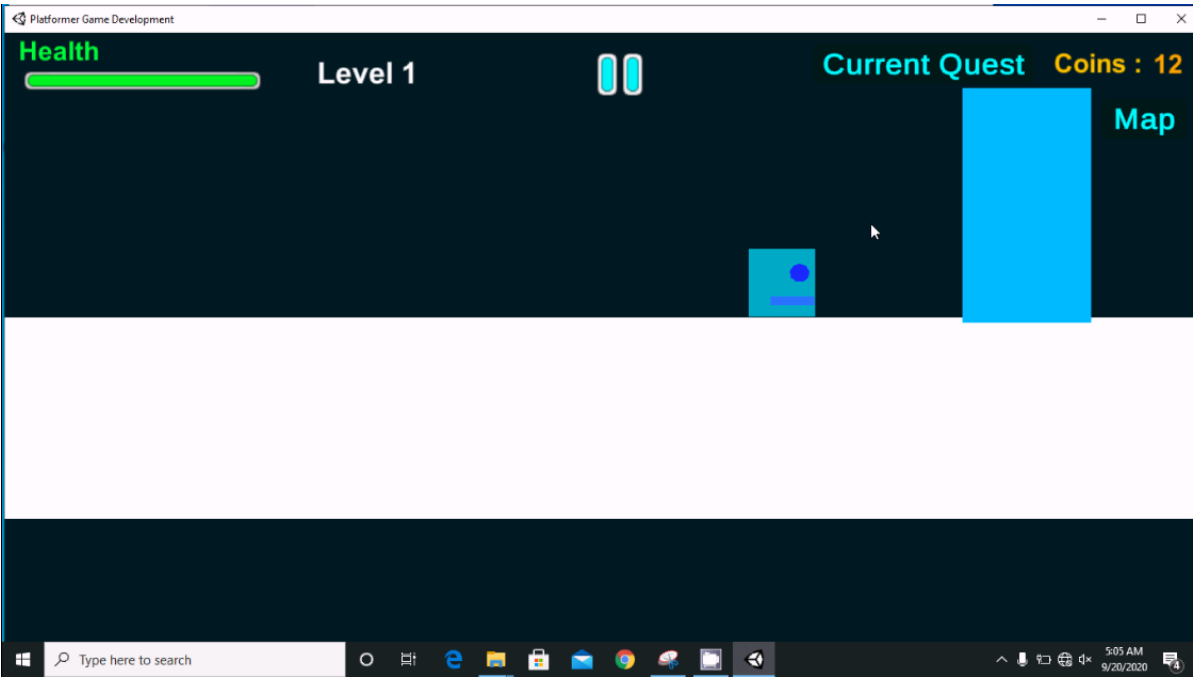 Platformer Game Development
Health
Level 1
Current Quest
Coins : 12
Map
Type here to search
5:05 AM
9/20/2020
4